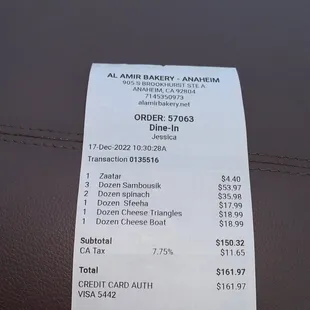 AL AMIR BAKERY - ANAHEIM
905 S BROOKHURST STE A
ANAHEIM, CA 92804
7145350973
alamirbakery.net
ORDER: 57063
Dine-In
Jessica
17-Dec-2022 10:30:28A
Transaction 0135516
1 Zaatar $4.40
3 Dozen Sambousik $53.97
2 Dozen spinach $35.98
1 Dozen Sfeeha $17.99
1 Dozen Cheese Triangles $18.99
1 Dozen Cheese Boat $18.99
Subtotal $150.32
CA Tax 7.75% $11.65
Total $161.97
CREDIT CARD AUTH $161.97
VISA 5442